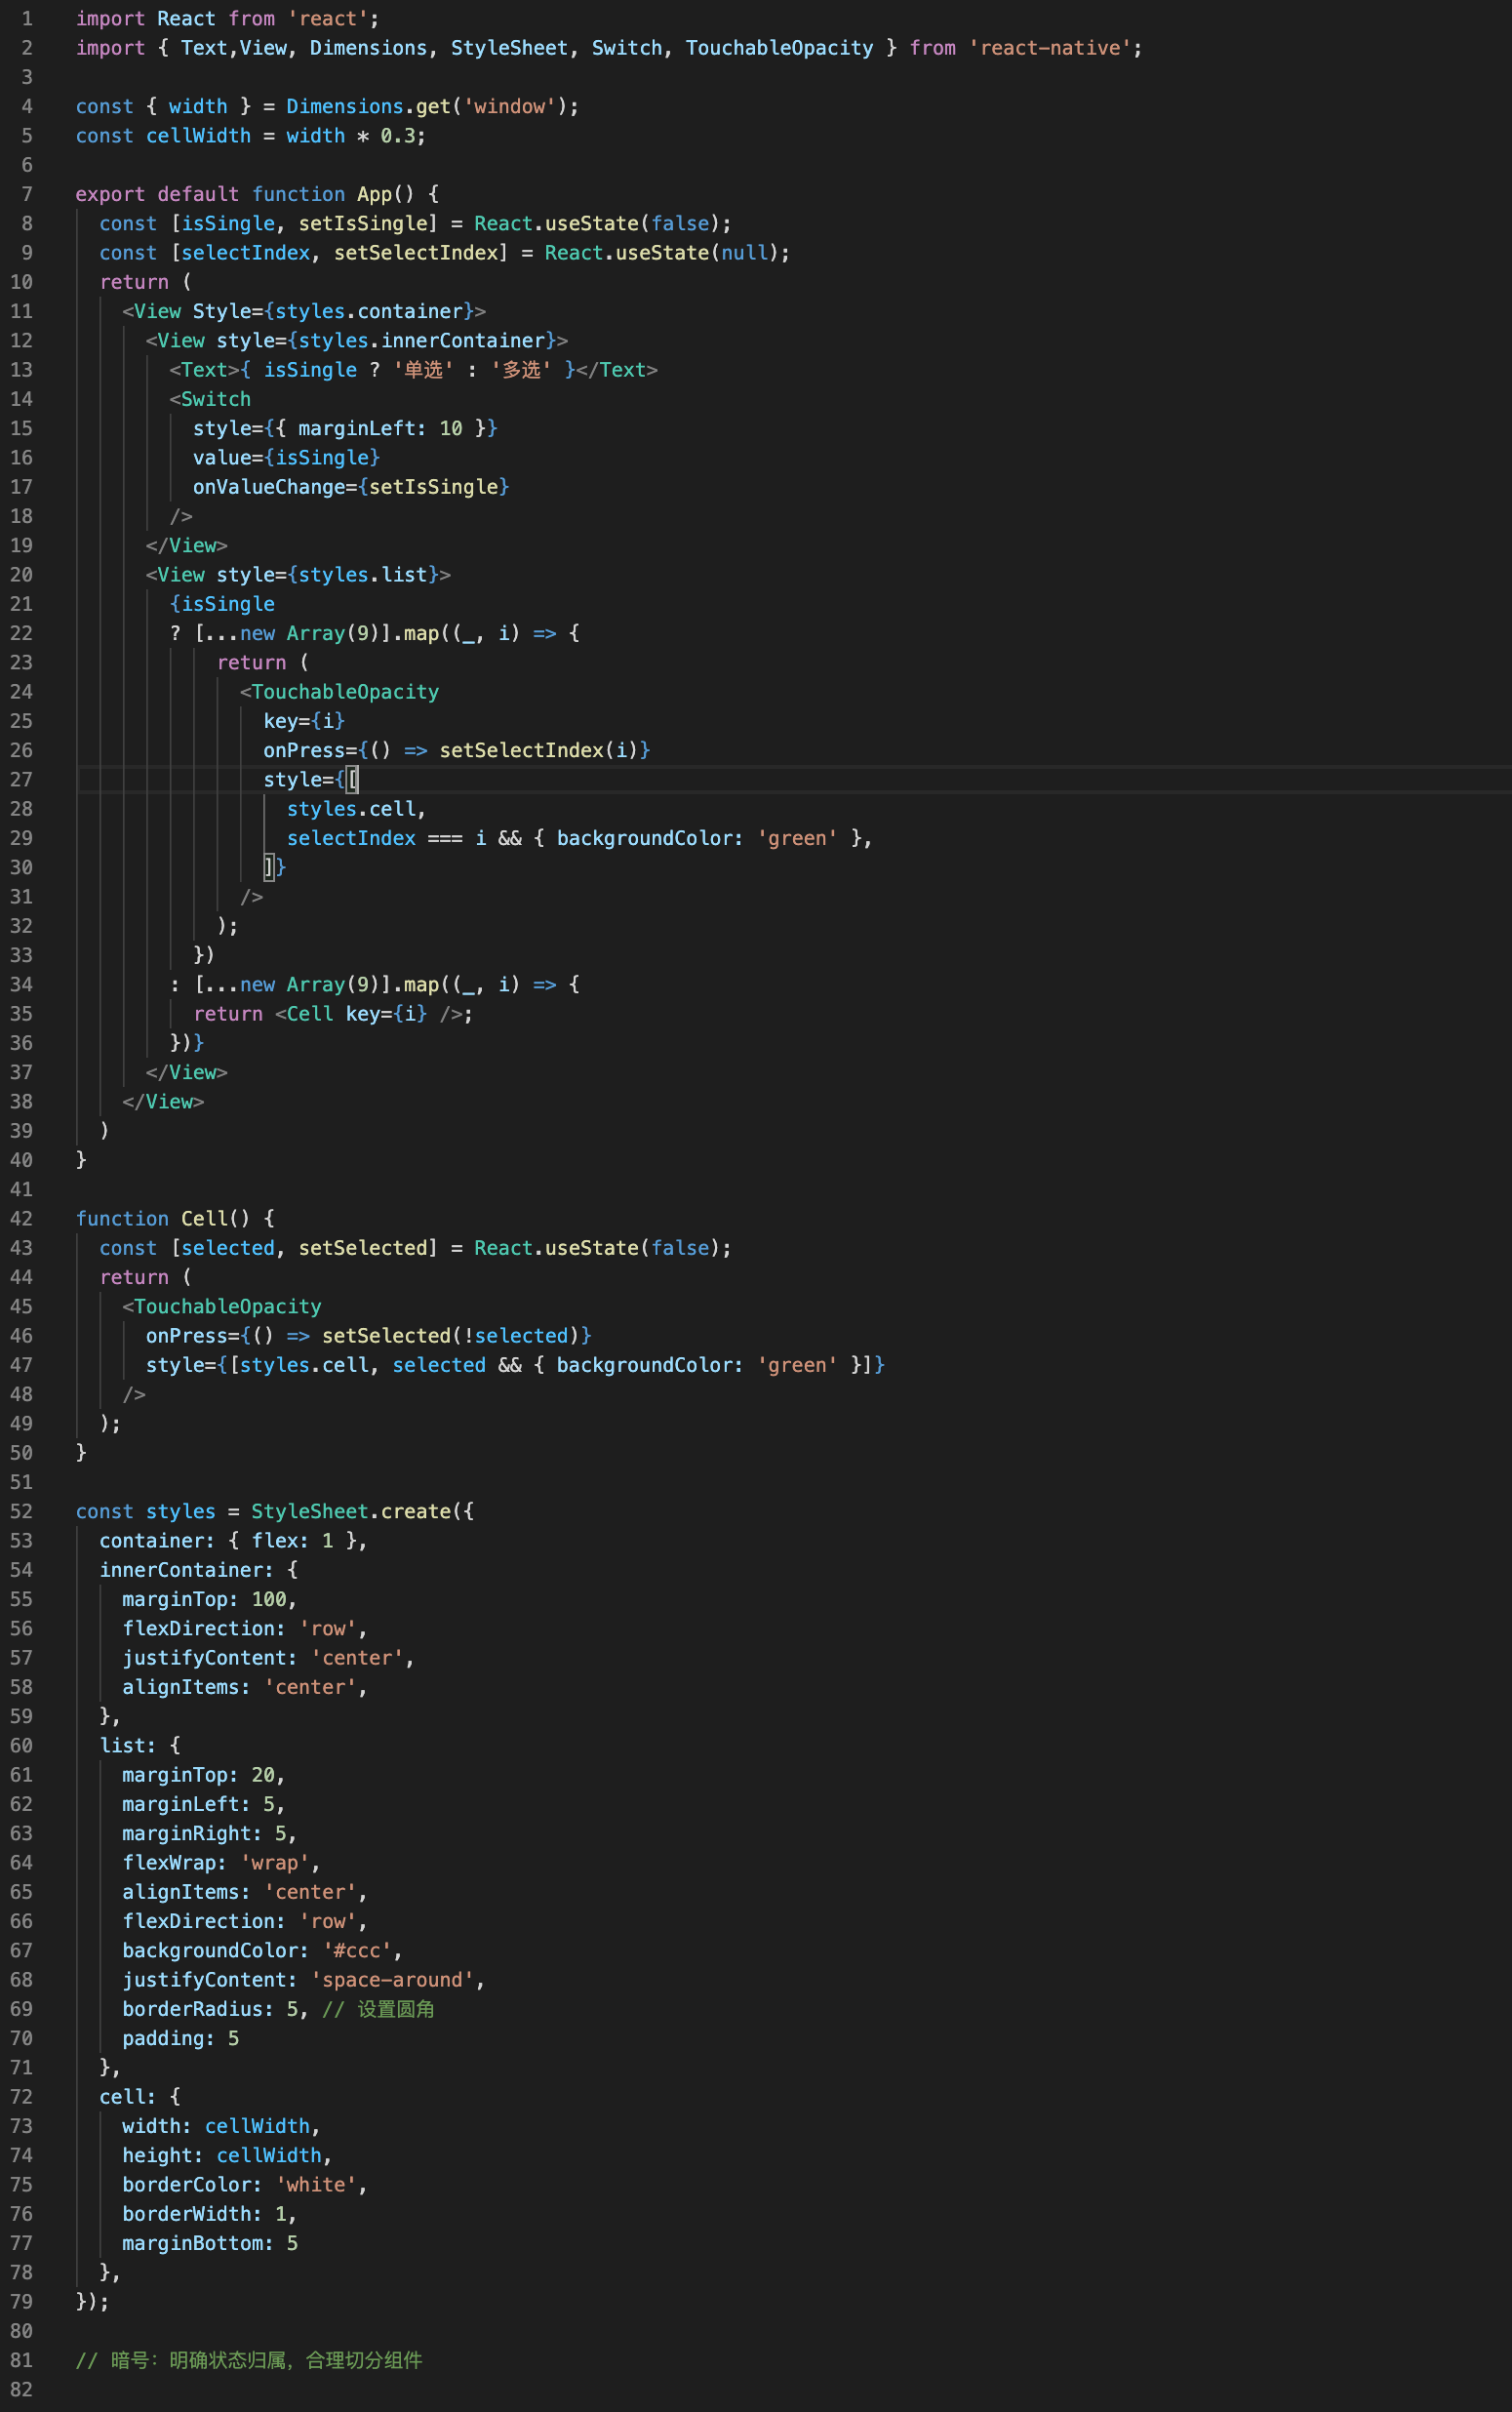 1 import React from 'react';
2 import { Text,View, Dimensions, StyleSheet, Switch, TouchableOpacity } from 'react-native';
3
4 const { width } = Dimensions.get('window');
5 const cellWidth = width * 0.3;
6
7 export default function App() {
8   const [isSingle, setIsSingle] = React.useState(false);
9   const [selectIndex, setSelectIndex] = React.useState(null);
10   return (
11     <View Style={styles.container}>
12       <View style={styles.innerContainer}>
13         <Text>{ isSingle ? '单选' : '多选' }</Text>
14         <Switch
15           style={{ marginLeft: 10 }}
16           value={isSingle}
17           onValueChange={setIsSingle}
18         />
19       </View>
20       <View style={styles.list}>
21         {isSingle
22         ? [...new Array(9)].map((_, i) => {
23             return (
24               <TouchableOpacity
25                 key={i}
26                 onPress={() => setSelectIndex(i)}
27                 style={[
28                   styles.cell,
29                   selectIndex === i && { backgroundColor: 'green' },
30                 ]}
31               />
32             );
33           })
34         : [...new Array(9)].map((_, i) => {
35           return <Cell key={i} />;
36         })}
37       </View>
38     </View>
39   )
40 }
41
42 function Cell() {
43   const [selected, setSelected] = React.useState(false);
44   return (
45     <TouchableOpacity
46       onPress={() => setSelected(!selected)}
47       style={[styles.cell, selected && { backgroundColor: 'green' }]}
48     />
49   );
50 }
51
52 const styles = StyleSheet.create({
53   container: { flex: 1 },
54   innerContainer: {
55     marginTop: 100,
56     flexDirection: 'row',
57     justifyContent: 'center',
58     alignItems: 'center',
59   },
60   list: {
61     marginTop: 20,
62     marginLeft: 5,
63     marginRight: 5,
64     flexWrap: 'wrap',
65     alignItems: 'center',
66     flexDirection: 'row',
67     backgroundColor: '#ccc',
68     justifyContent: 'space-around',
69     borderRadius: 5, // 设置圆角
70     padding: 5
71   },
72   cell: {
73     width: cellWidth,
74     height: cellWidth,
75     borderColor: 'white',
76     borderWidth: 1,
77     marginBottom: 5
78   },
79 });
80
81 // 暗号：明确状态归属，合理切分组件
82